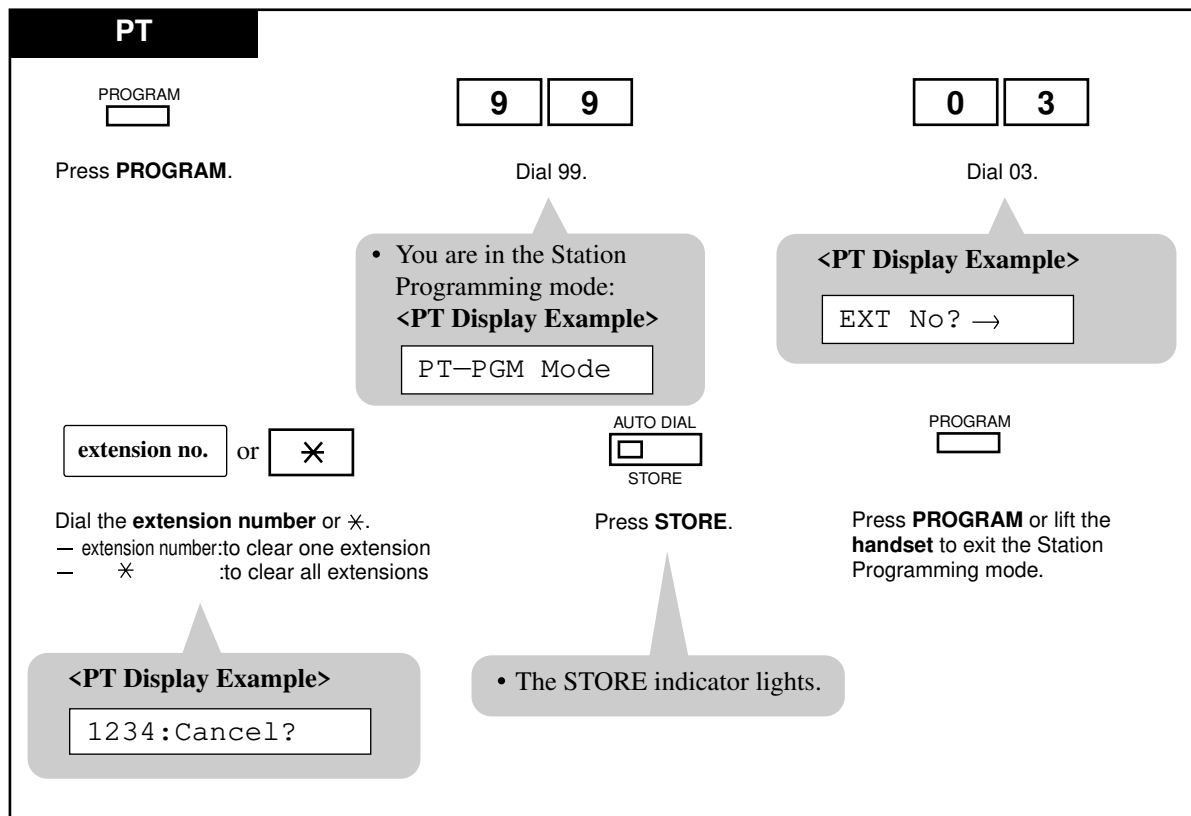 PT
PROGRAM
Press PROGRAM.
9 9
Dial 99.
• You are in the Station
Programming mode:
<PT Display Example>
PT—PGM Mode
0 3
Dial 03.
<PT Display Example>
EXT No? →
extension no. or ✳
Dial the extension number or ✳.
— extension number:to clear one extension
— ✳ :to clear all extensions
<PT Display Example>
1234:Cancel?
AUTO DIAL
STORE
Press STORE.
• The STORE indicator lights.
PROGRAM
Press PROGRAM or lift the
handset to exit the Station
Programming mode.